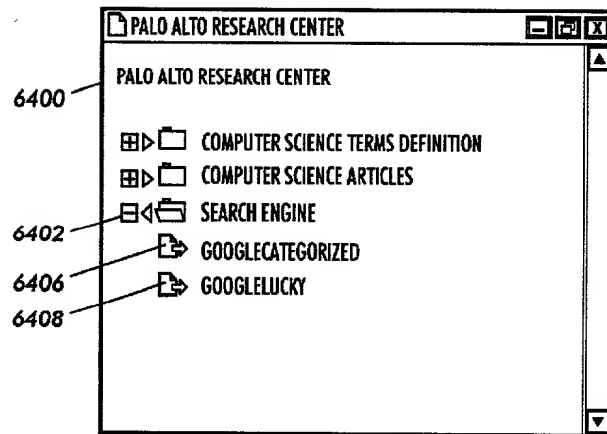 PALO ALTO RESEARCH CENTER
X
PALO ALTO RESEARCH CENTER
6400
COMPUTER SCIENCE TERMS DEFINITION
COMPUTER SCIENCE ARTICLES
SEARCH ENGINE
6402
GOOGLECATEGORIZED
6406
GOOGLELUCKY
6408